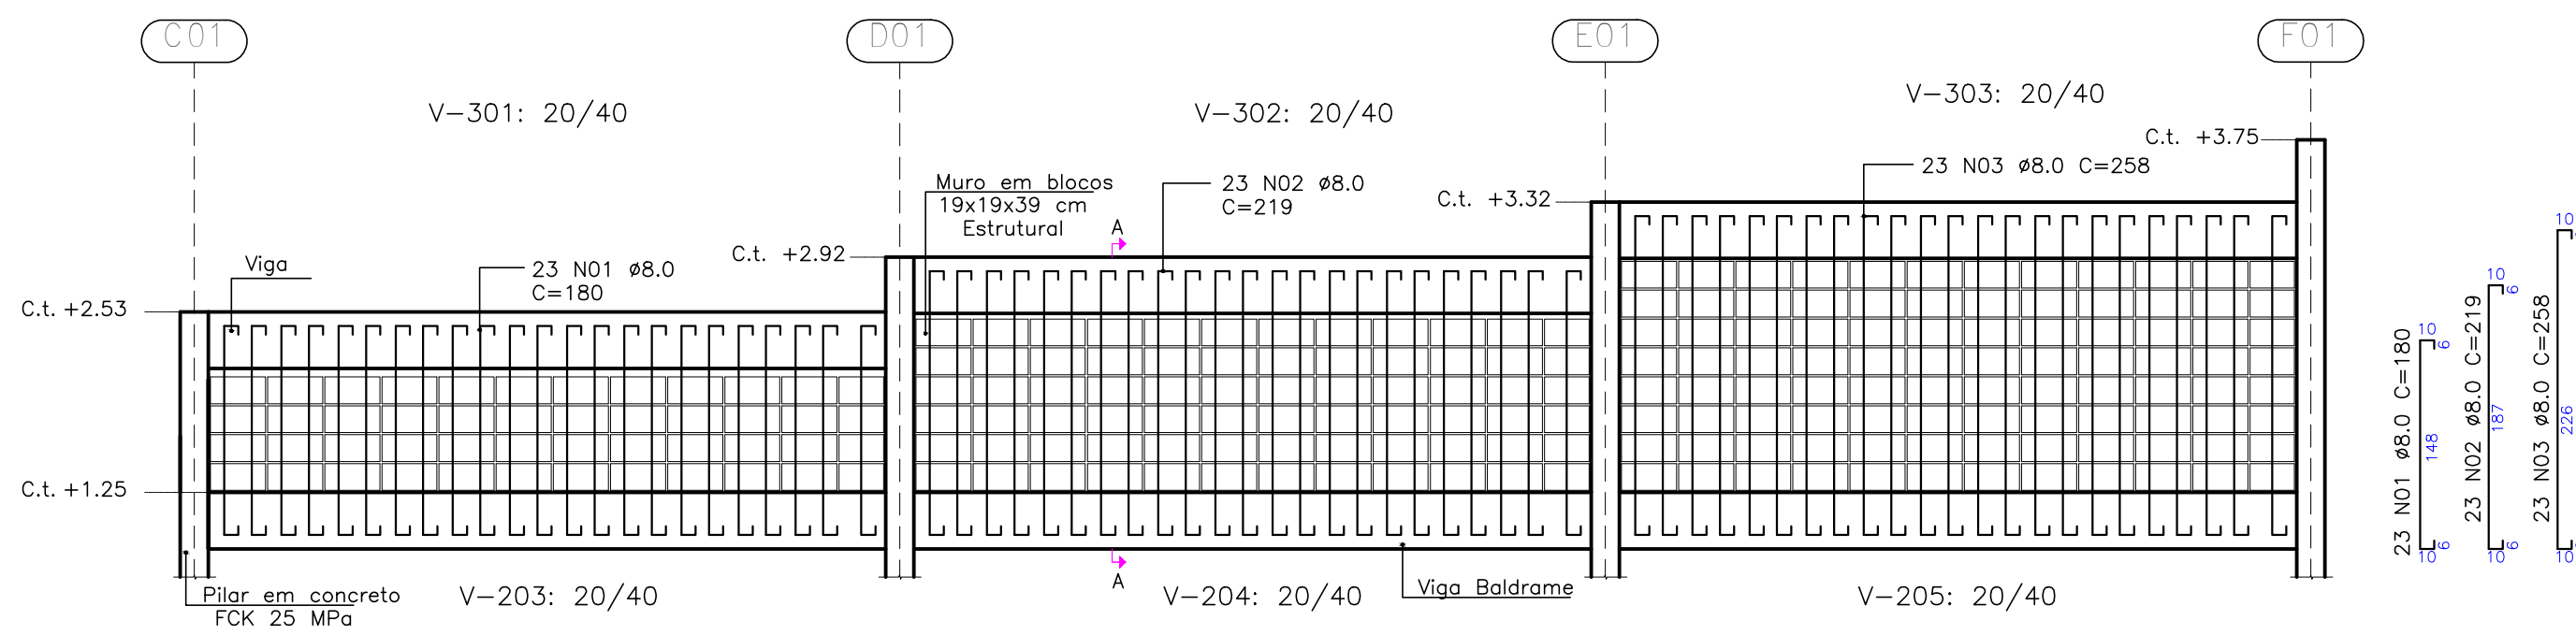 C01
D01
E01
F01
V-301: 20/40
V-302: 20/40
V-303: 20/40
C.t. +3.75
23 N03 ø8.0 C=258
Muro em blocos
19x19x39 cm
Estrutural
23 N02 ø8.0
C=219
C.t. +3.32
A
C.t. +2.92
Viga
23 N01 ø8.0
C=180
C.t. +2.53
C.t. +1.25
A
Pilar em concreto
FCK 25 MPa
V-203: 20/40
V-204: 20/40
Viga Baldrame
V-205: 20/40
23 N01 ø8.0 C=180
10
6
148
6
10
23 N02 ø8.0 C=219
10
6
187
6
10
23 N03 ø8.0 C=258
10
226
10